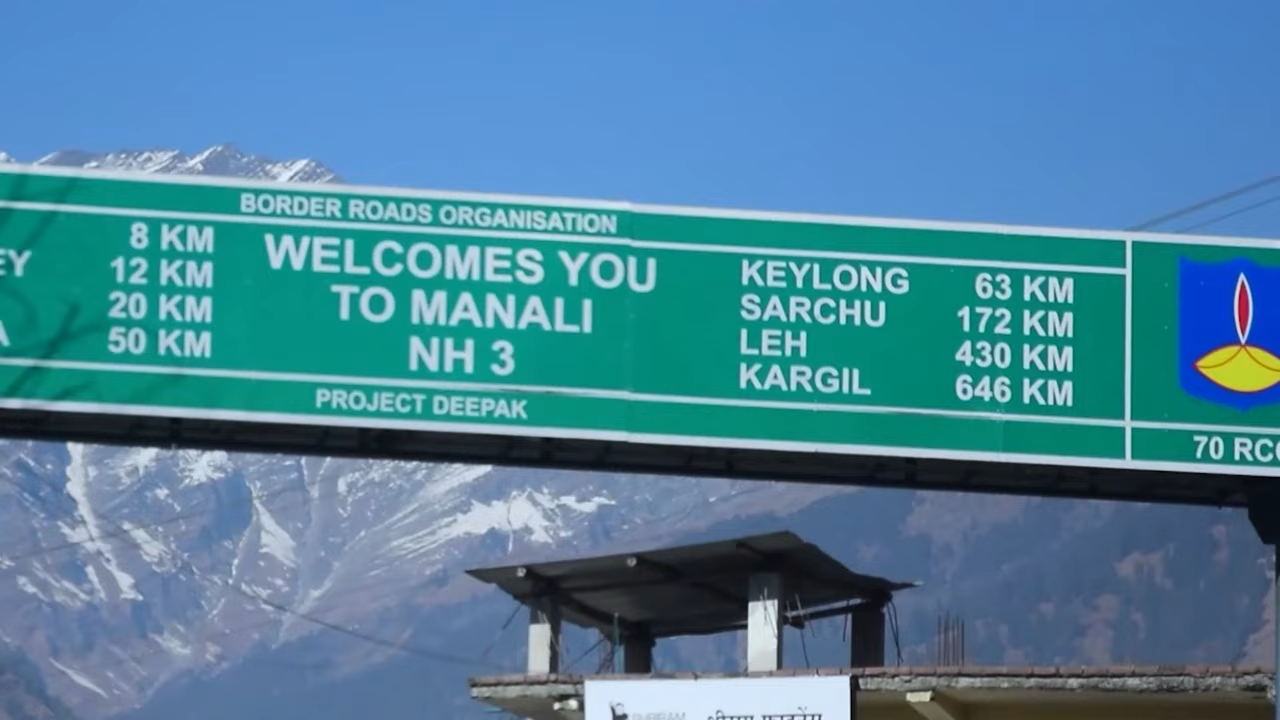 BORDER ROADS ORGANISATION
8 KM
EY 12 KM
20 KM
A 50 KM
WELCOMES YOU
TO MANALI
NH 3
KEYLONG 63 KM
SARCHU 172 KM
LEH 430 KM
KARGIL 646 KM
PROJECT DEEPAK
70 RCC